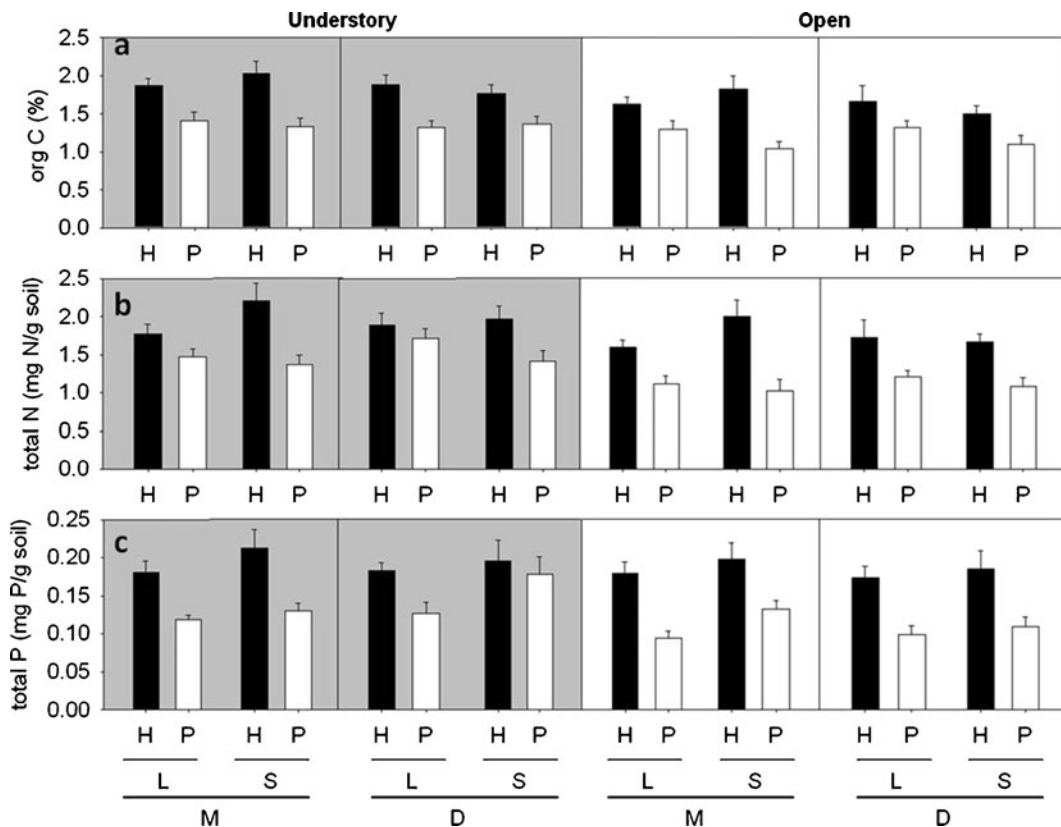 Understory Open
a
org C (%)
2.5
2.0
1.5
1.0
0.5
0.0
H P H P H P H P H P H P H P H P
b
total N (mg N/g soil)
2.5
2.0
1.5
1.0
0.5
0.0
H P H P H P H P H P H P H P H P
c
total P (mg P/g soil)
0.25
0.20
0.15
0.10
0.05
0.00
H P H P H P H P H P H P H P H P
L S L S L S L S
M D M D